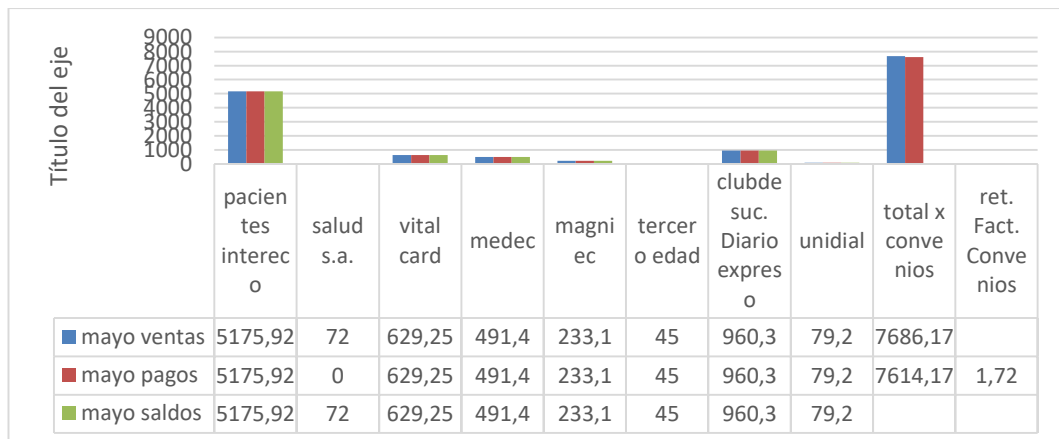 Título del eje
9000
8000
7000
6000
5000
4000
3000
2000
1000
0
pacien
tes
interec
o
salud
s.a.
vital
card
medec
magni
ec
tercer
o edad
clubde
suc.
Diario
expres
o
unidial
total x
conve
nios
ret.
Fact.
Conve
nios
mayo ventas 5175,92 72 629,25 491,4 233,1 45 960,3 79,2 7686,17
mayo pagos 5175,92 0 629,25 491,4 233,1 45 960,3 79,2 7614,17 1,72
mayo saldos 5175,92 72 629,25 491,4 233,1 45 960,3 79,2